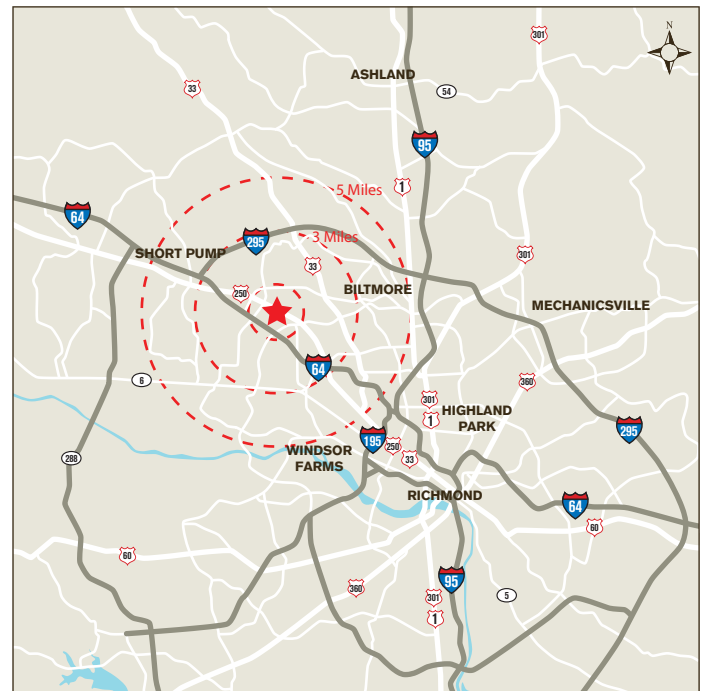 N
301
301
ASHLAND
33
54
95
1
5 Miles
64
295
3 Miles
SHORT PUMP
301
33
250
BILTMORE
MECHANICSVILLE
64
6
360
301
HIGHLAND
PARK
1
295
195
250
33
WINDSOR
FARMS
288
RICHMOND
64
60
60
95
360
301
5
1